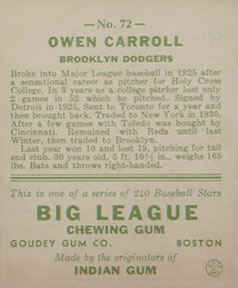 — No. 72 —
OWEN CARROLL
BROOKLYN DODGERS
Broke into Major League baseball in 1925 after
a sensational career as pitcher for Holy Cross
College. In 3 years as a college pitcher lost only
2 games in 52 which he pitched. Signed by
Detroit in 1925. Sent to Toronto for a year and
then brought back. Traded to New York in 1930.
After a few games with Toledo was bought by
Cincinnati. Remained with Reds until last
Winter, then traded to Brooklyn.
Last year won 10 and lost 19, pitching for tail
end club. 30 years old, 5 ft, 10½ in., weighs 165
lbs. Bats and throws right-handed.
This is one of a series of 240 Baseball Stars
BIG LEAGUE
CHEWING GUM
GOUDEY GUM CO. BOSTON
Made by the originators of
INDIAN GUM